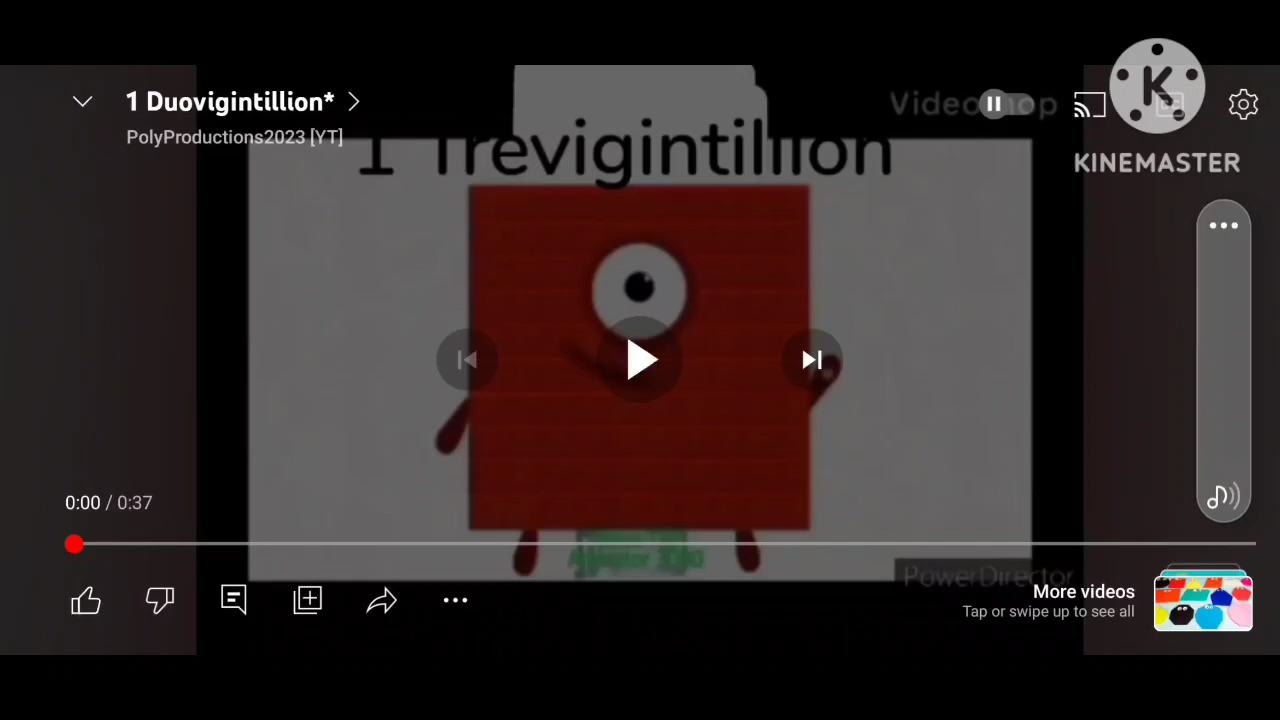 1 Duovigintillion*
PolyProductions2023 [YT]
1 Trevigintillion
K
KINEMASTER
0:00 / 0:37
PowerDirector
More videos
Tap or swipe up to see all